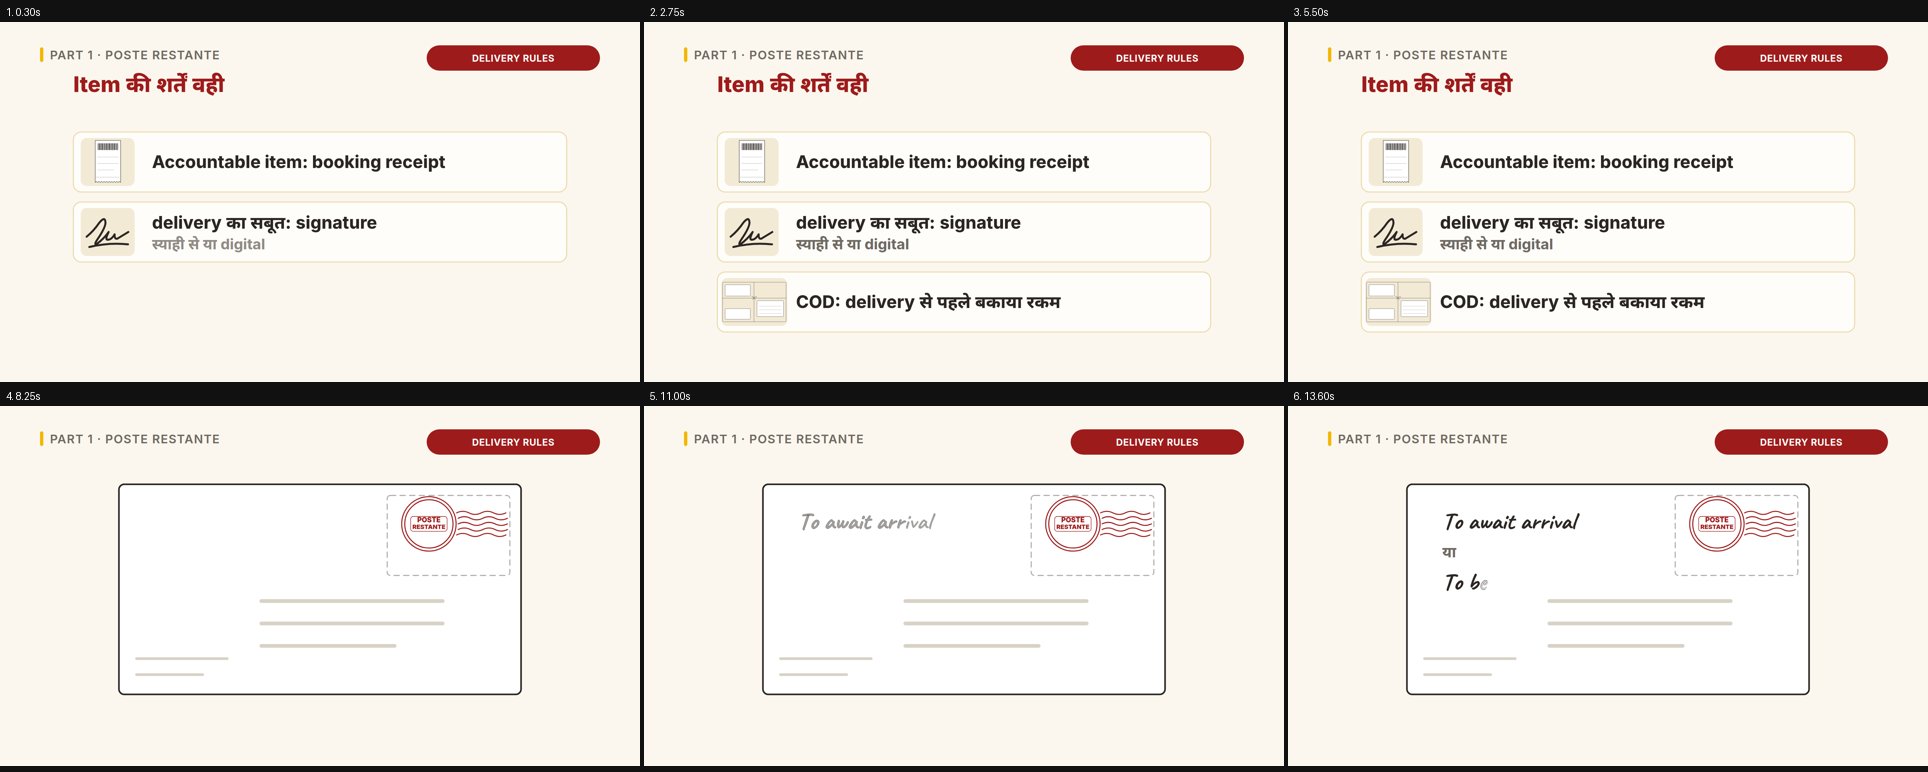 1. 0.30s
PART 1 · POSTE RESTANTE
DELIVERY RULES
Item की शर्तें वही
Accountable item: booking receipt
delivery का सबूत: signature
स्याही से या digital
2. 2.75s
PART 1 · POSTE RESTANTE
DELIVERY RULES
Item की शर्तें वही
Accountable item: booking receipt
delivery का सबूत: signature
स्याही से या digital
COD: delivery से पहले बकाया रकम
3. 5.50s
PART 1 · POSTE RESTANTE
DELIVERY RULES
Item की शर्तें वही
Accountable item: booking receipt
delivery का सबूत: signature
स्याही से या digital
COD: delivery से पहले बकाया रकम
4. 8.25s
PART 1 · POSTE RESTANTE
DELIVERY RULES
POSTE
RESTANTE
5. 11.00s
PART 1 · POSTE RESTANTE
DELIVERY RULES
To await arrival
POSTE
RESTANTE
6. 13.60s
PART 1 · POSTE RESTANTE
DELIVERY RULES
To await arrival
POSTE
RESTANTE
या
To be